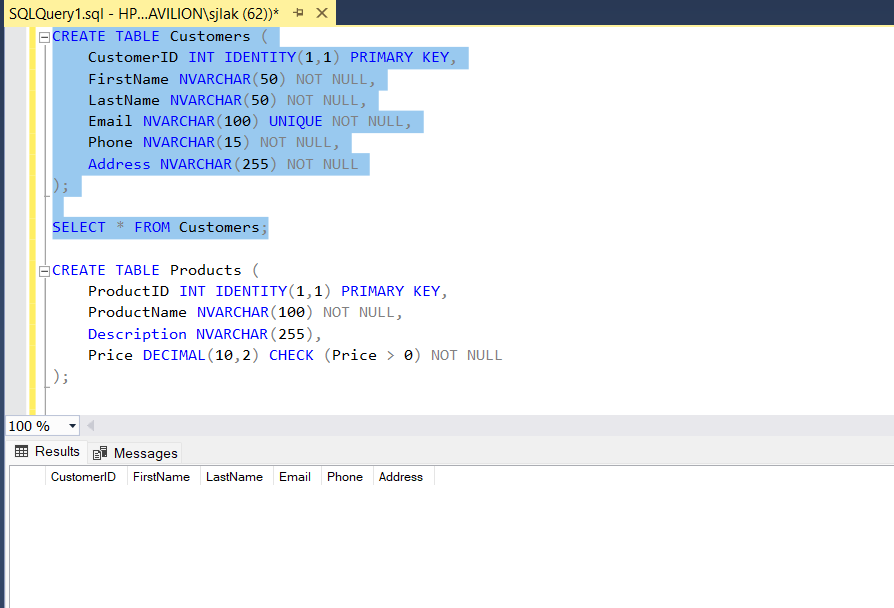 SQLQuery1.sql - HP...AVILION\sjlak (62))*
CREATE TABLE Customers (
CustomerID INT IDENTITY(1,1) PRIMARY KEY,
FirstName NVARCHAR(50) NOT NULL,
LastName NVARCHAR(50) NOT NULL,
Email NVARCHAR(100) UNIQUE NOT NULL,
Phone NVARCHAR(15) NOT NULL,
Address NVARCHAR(255) NOT NULL
);
SELECT * FROM Customers;
CREATE TABLE Products (
ProductID INT IDENTITY(1,1) PRIMARY KEY,
ProductName NVARCHAR(100) NOT NULL,
Description NVARCHAR(255),
Price DECIMAL(10,2) CHECK (Price > 0) NOT NULL
);
100 %
Results Messages
CustomerID FirstName LastName Email Phone Address